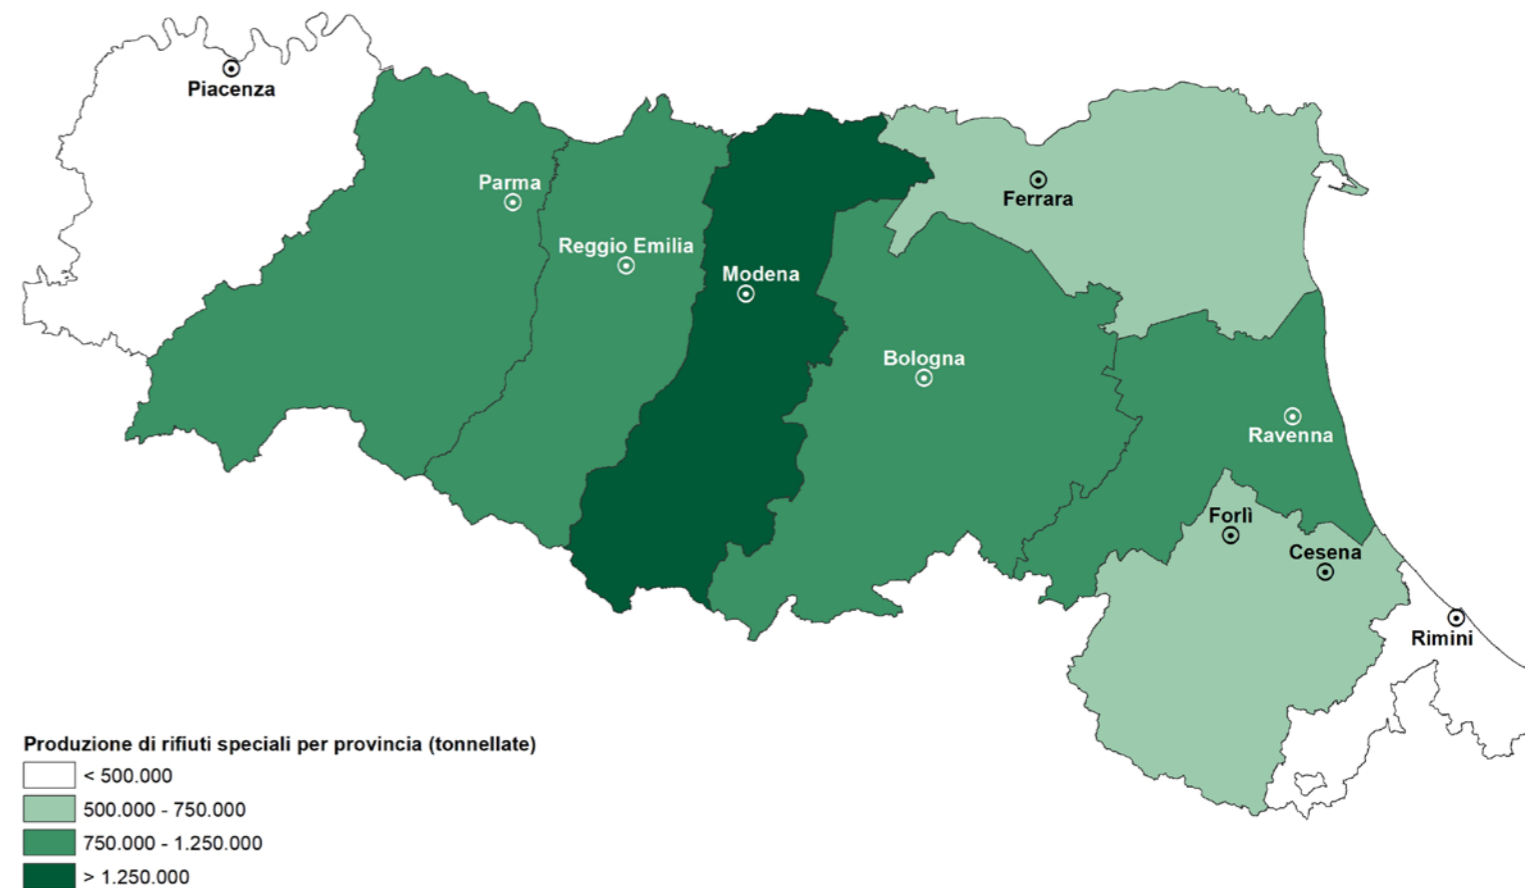 Piacenza
Parma
Ferrara
Reggio Emilia
Modena
Bologna
Ravenna
Forlì
Cesena
Rimini
Produzione di rifiuti speciali per provincia (tonnellate)
< 500.000
500.000 - 750.000
750.000 - 1.250.000
> 1.250.000